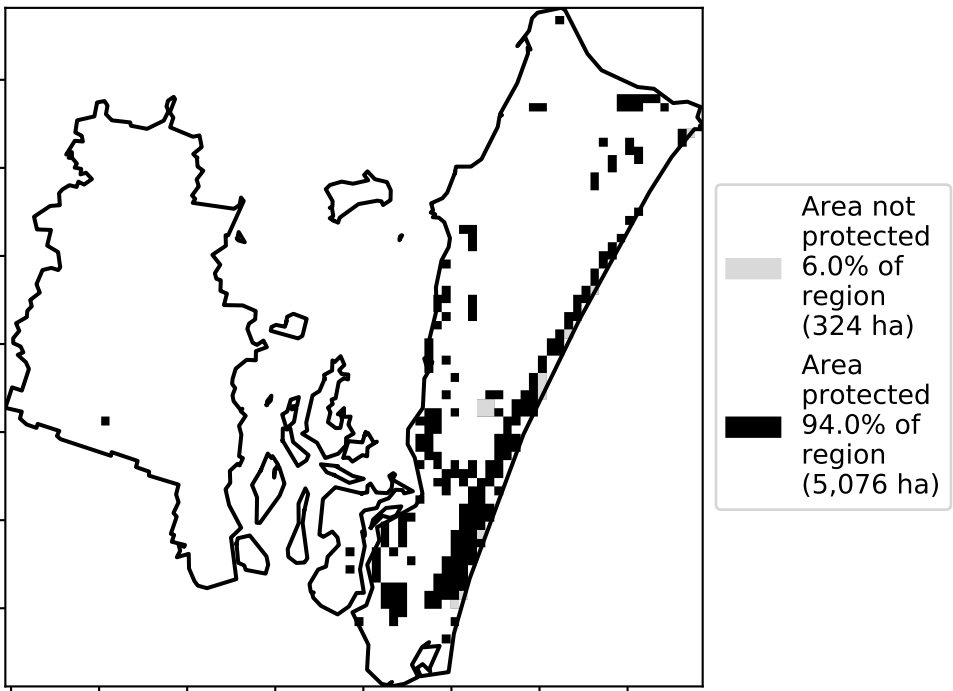 Area not
protected
6.0% of
region
(324 ha)
Area
protected
94.0% of
region
(5,076 ha)